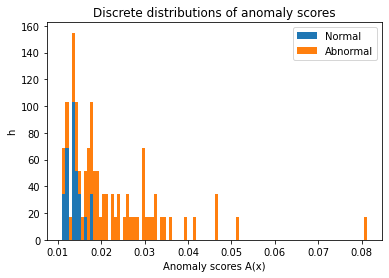 Discrete distributions of anomaly scores
Normal
Abnormal
h
160
140
120
100
80
60
40
20
0
0.01 0.02 0.03 0.04 0.05 0.06 0.07 0.08
Anomaly scores A(x)